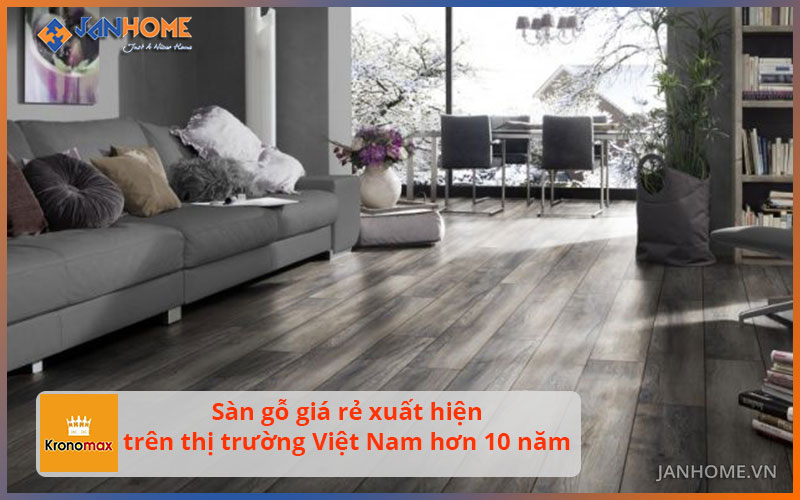 JANHOME
Just A Nicer Home
Sàn gỗ giá rẻ xuất hiện
trên thị trường Việt Nam hơn 10 năm
Kronomax
JANHOME.VN